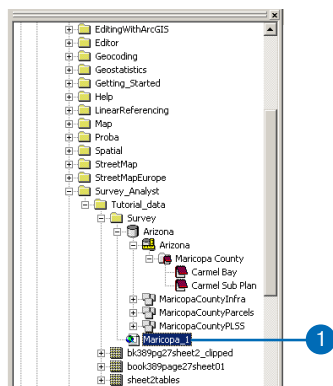 EditingWithArcGIS
Editor
Geocoding
Geostatistics
Getting_Started
Help
LinearReferencing
Map
Proba
Spatial
StreetMap
StreetMapEurope
Survey_Analyst
Tutorial_data
Survey
Arizona
Arizona
Maricopa County
Carmel Bay
Carmel Sub Plan
MaricopaCountyInfra
MaricopaCountyParcels
MaricopaCountyPLSS
Maricopa_1 1
bk389pg27sheet2_clipped
book389page27sheet01
sheet2tables